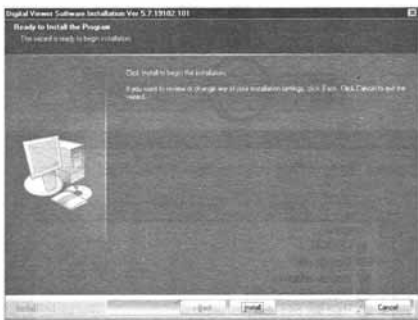 Digital Viewer Software Installation Ver 5.7.19102.101
Ready to Install the Program
The wizard is ready to begin installation.
Click Install to begin the installation.
If you want to review or change any of your installation settings, click Back. Click Cancel to exit the
wizard.
Back Install Cancel